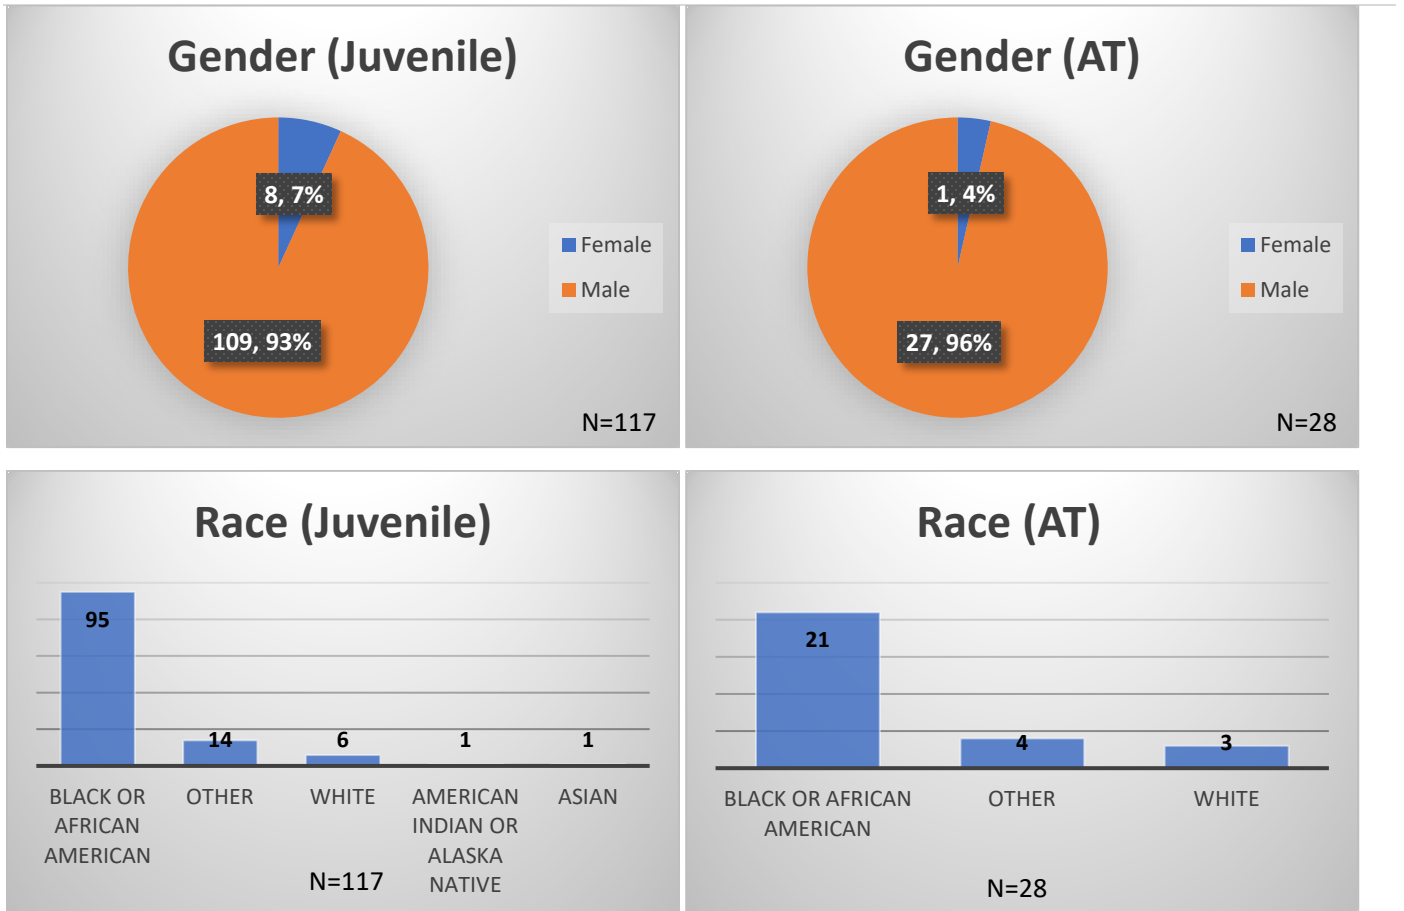 Gender (Juvenile)
8, 7%
109, 93%
Female
Male
N=117
Gender (AT)
1, 4%
27, 96%
Female
Male
N=28
Race (Juvenile)
95
14
6
1
1
BLACK OR
AFRICAN
AMERICAN
OTHER
WHITE
AMERICAN
INDIAN OR
ALASKA
NATIVE
ASIAN
N=117
Race (AT)
21
4
3
BLACK OR AFRICAN
AMERICAN
OTHER
WHITE
N=28